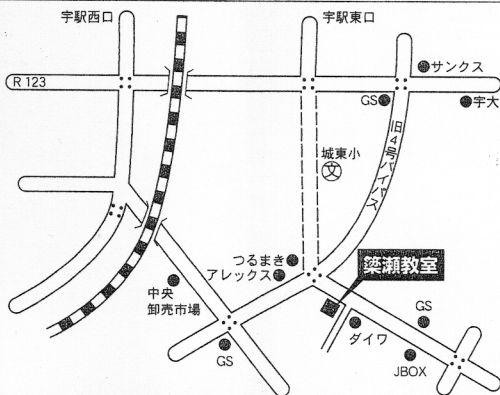 宇駅西口
宇駅東口
サンクス
R 123
GS
宇大
旧4号バイパス
城東小
文
つるまき
アレックス
簗瀬教室
中央
卸売市場
GS
ダイワ
GS
JBOX